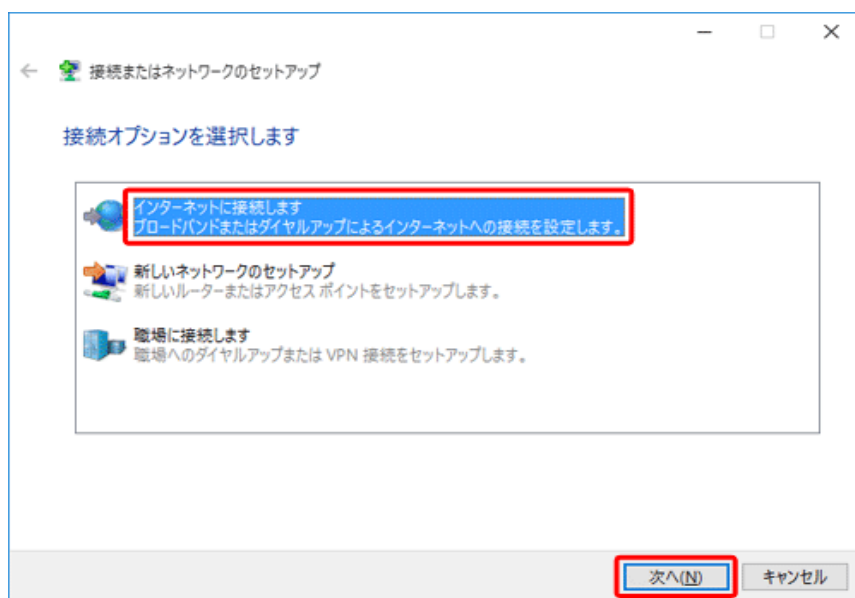 接続またはネットワークのセットアップ
接続オプションを選択します
インターネットに接続します
ブロードバンドまたはダイヤルアップによるインターネットへの接続を設定します。
新しいネットワークのセットアップ
新しいルーターまたはアクセス ポイントをセットアップします。
職場に接続します
職場へのダイヤルアップまたは VPN 接続をセットアップします。
次へ(N)
キャンセル